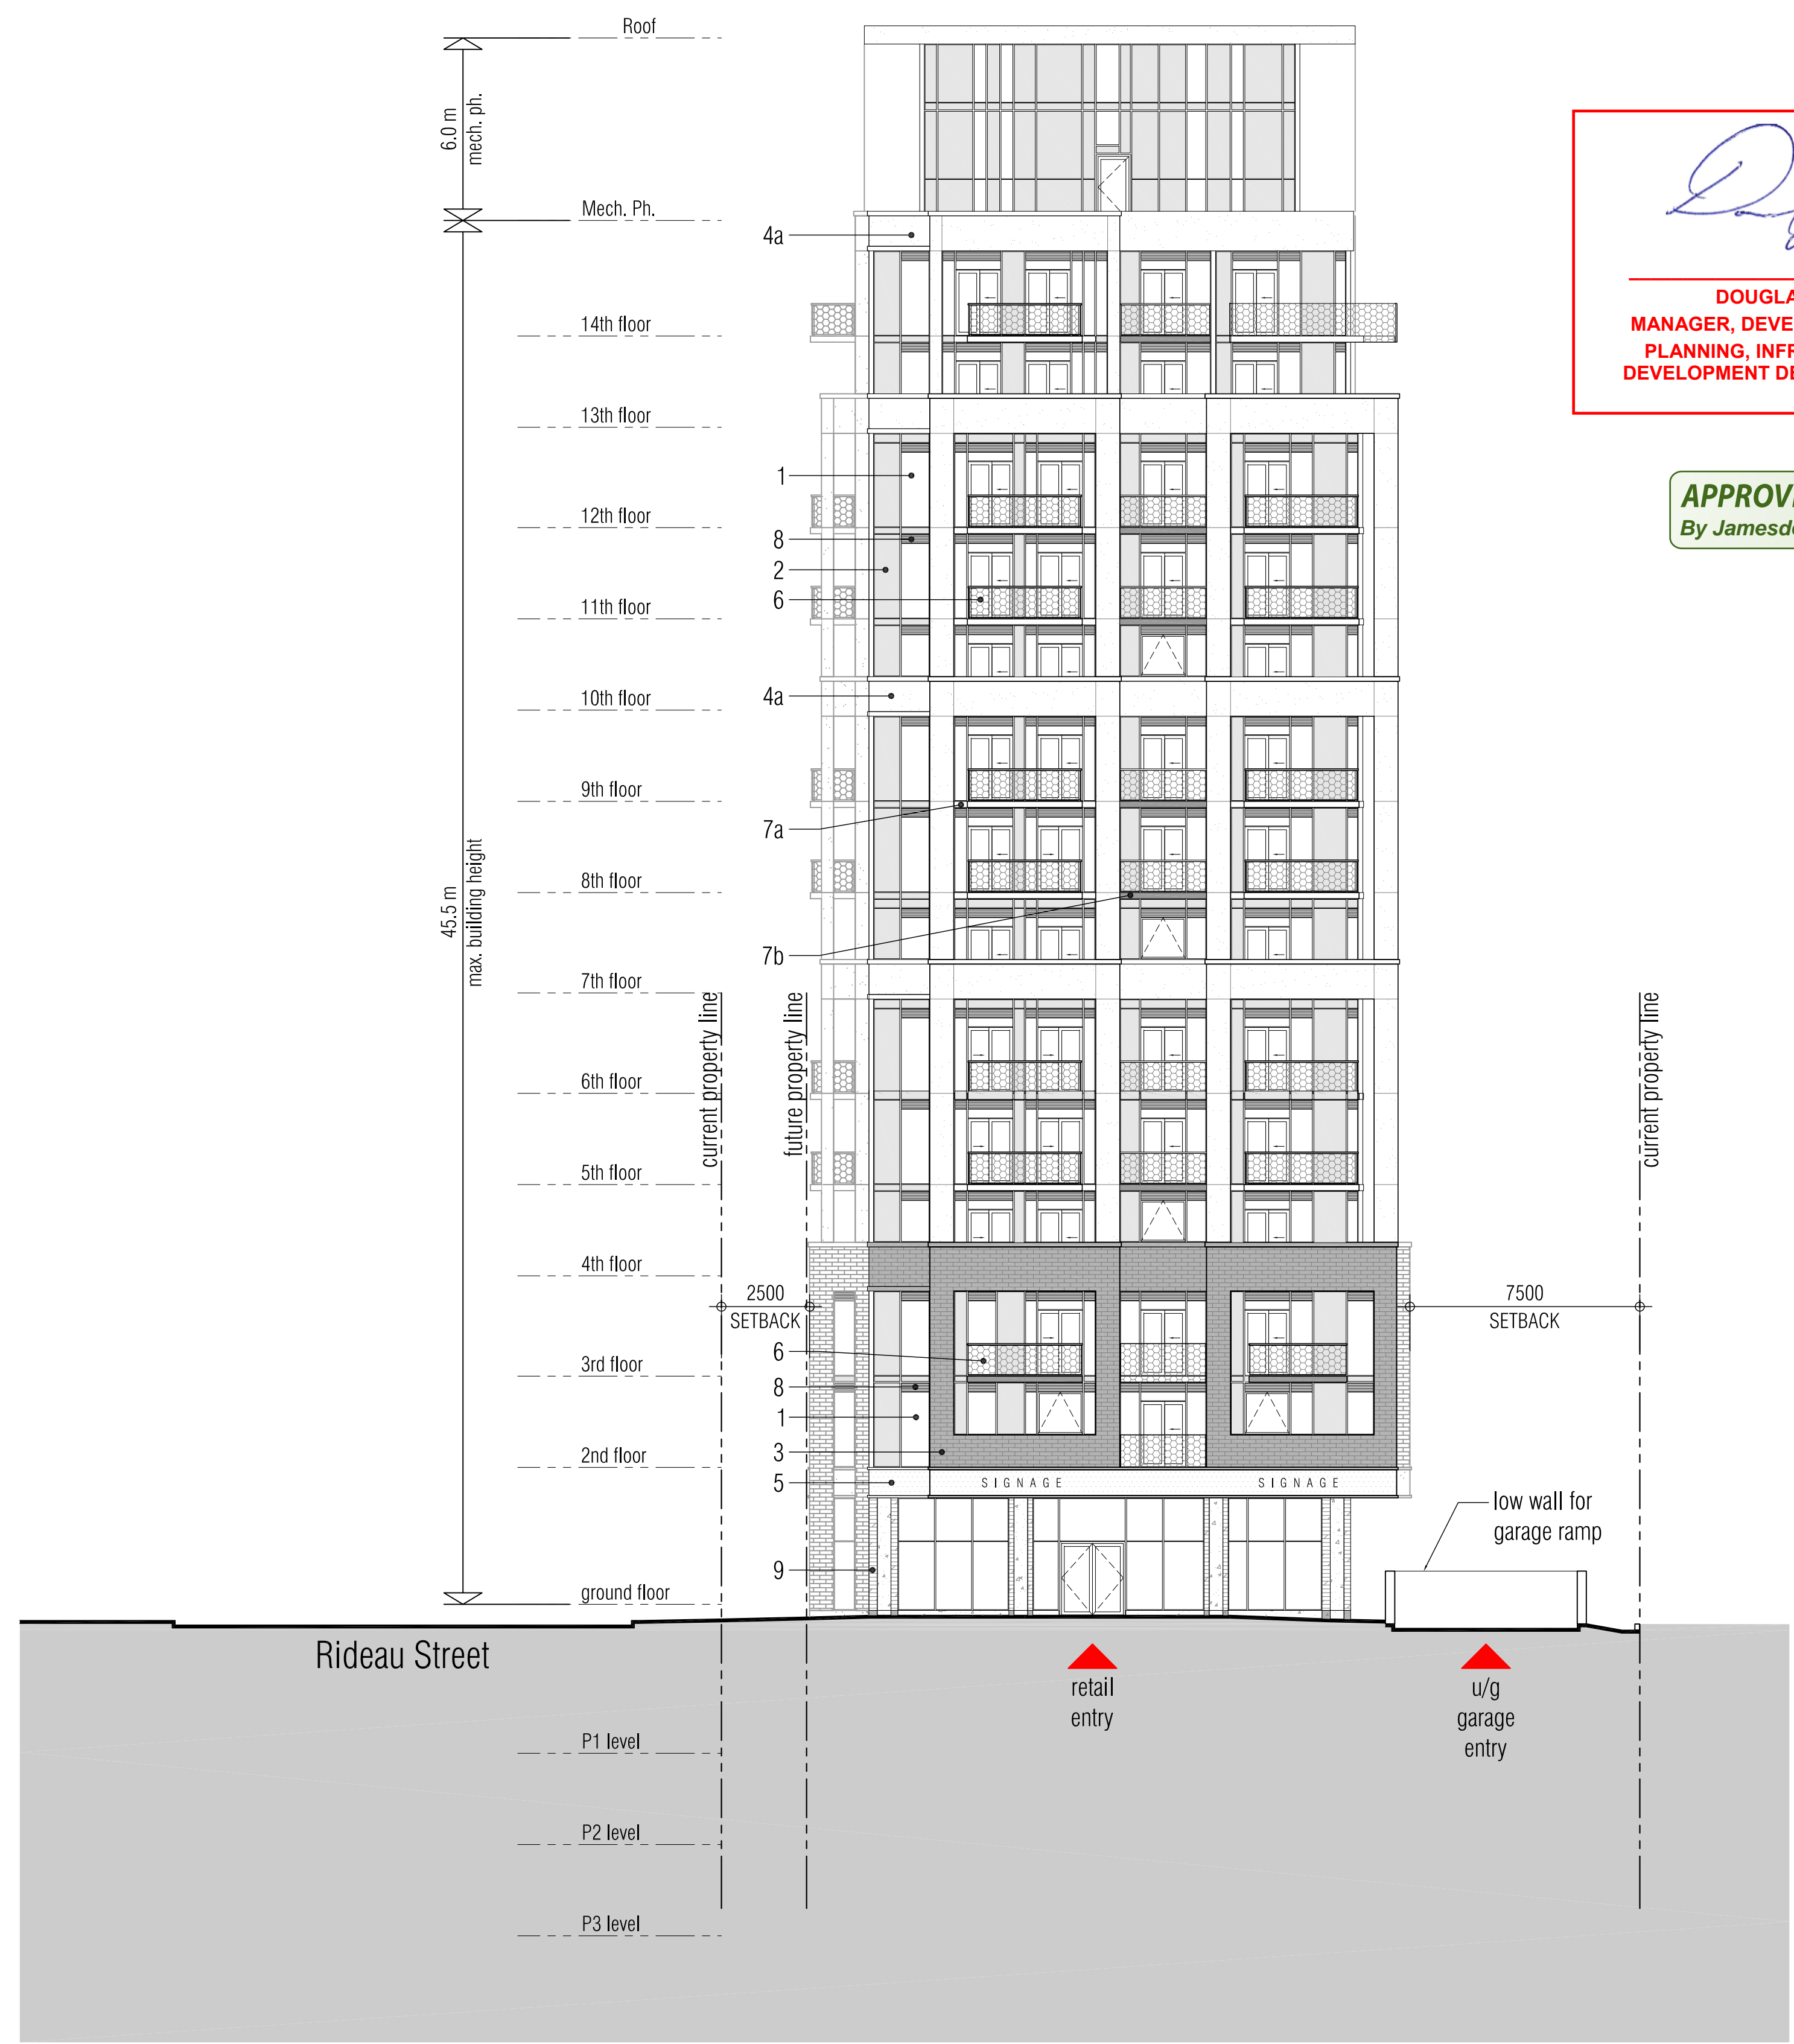 Roof
6.0 m
mech. ph.
Mech. Ph.
4a
14th floor
13th floor
1
12th floor
8
2
6
11th floor
10th floor
4a
9th floor
7a
8th floor
45.5 m
max. building height
7b
7th floor
current property line
future property line
current property line
6th floor
5th floor
4th floor
2500
SETBACK
7500
SETBACK
6
3rd floor
8
1
3
2nd floor
5
SIGNAGE
SIGNAGE
low wall for
garage ramp
9
ground floor
Rideau Street
retail
entry
u/g
garage
entry
P1 level
P2 level
P3 level
DOUGLA
MANAGER, DEVE
PLANNING, INFR
DEVELOPMENT DE
APPROV
By Jamesd